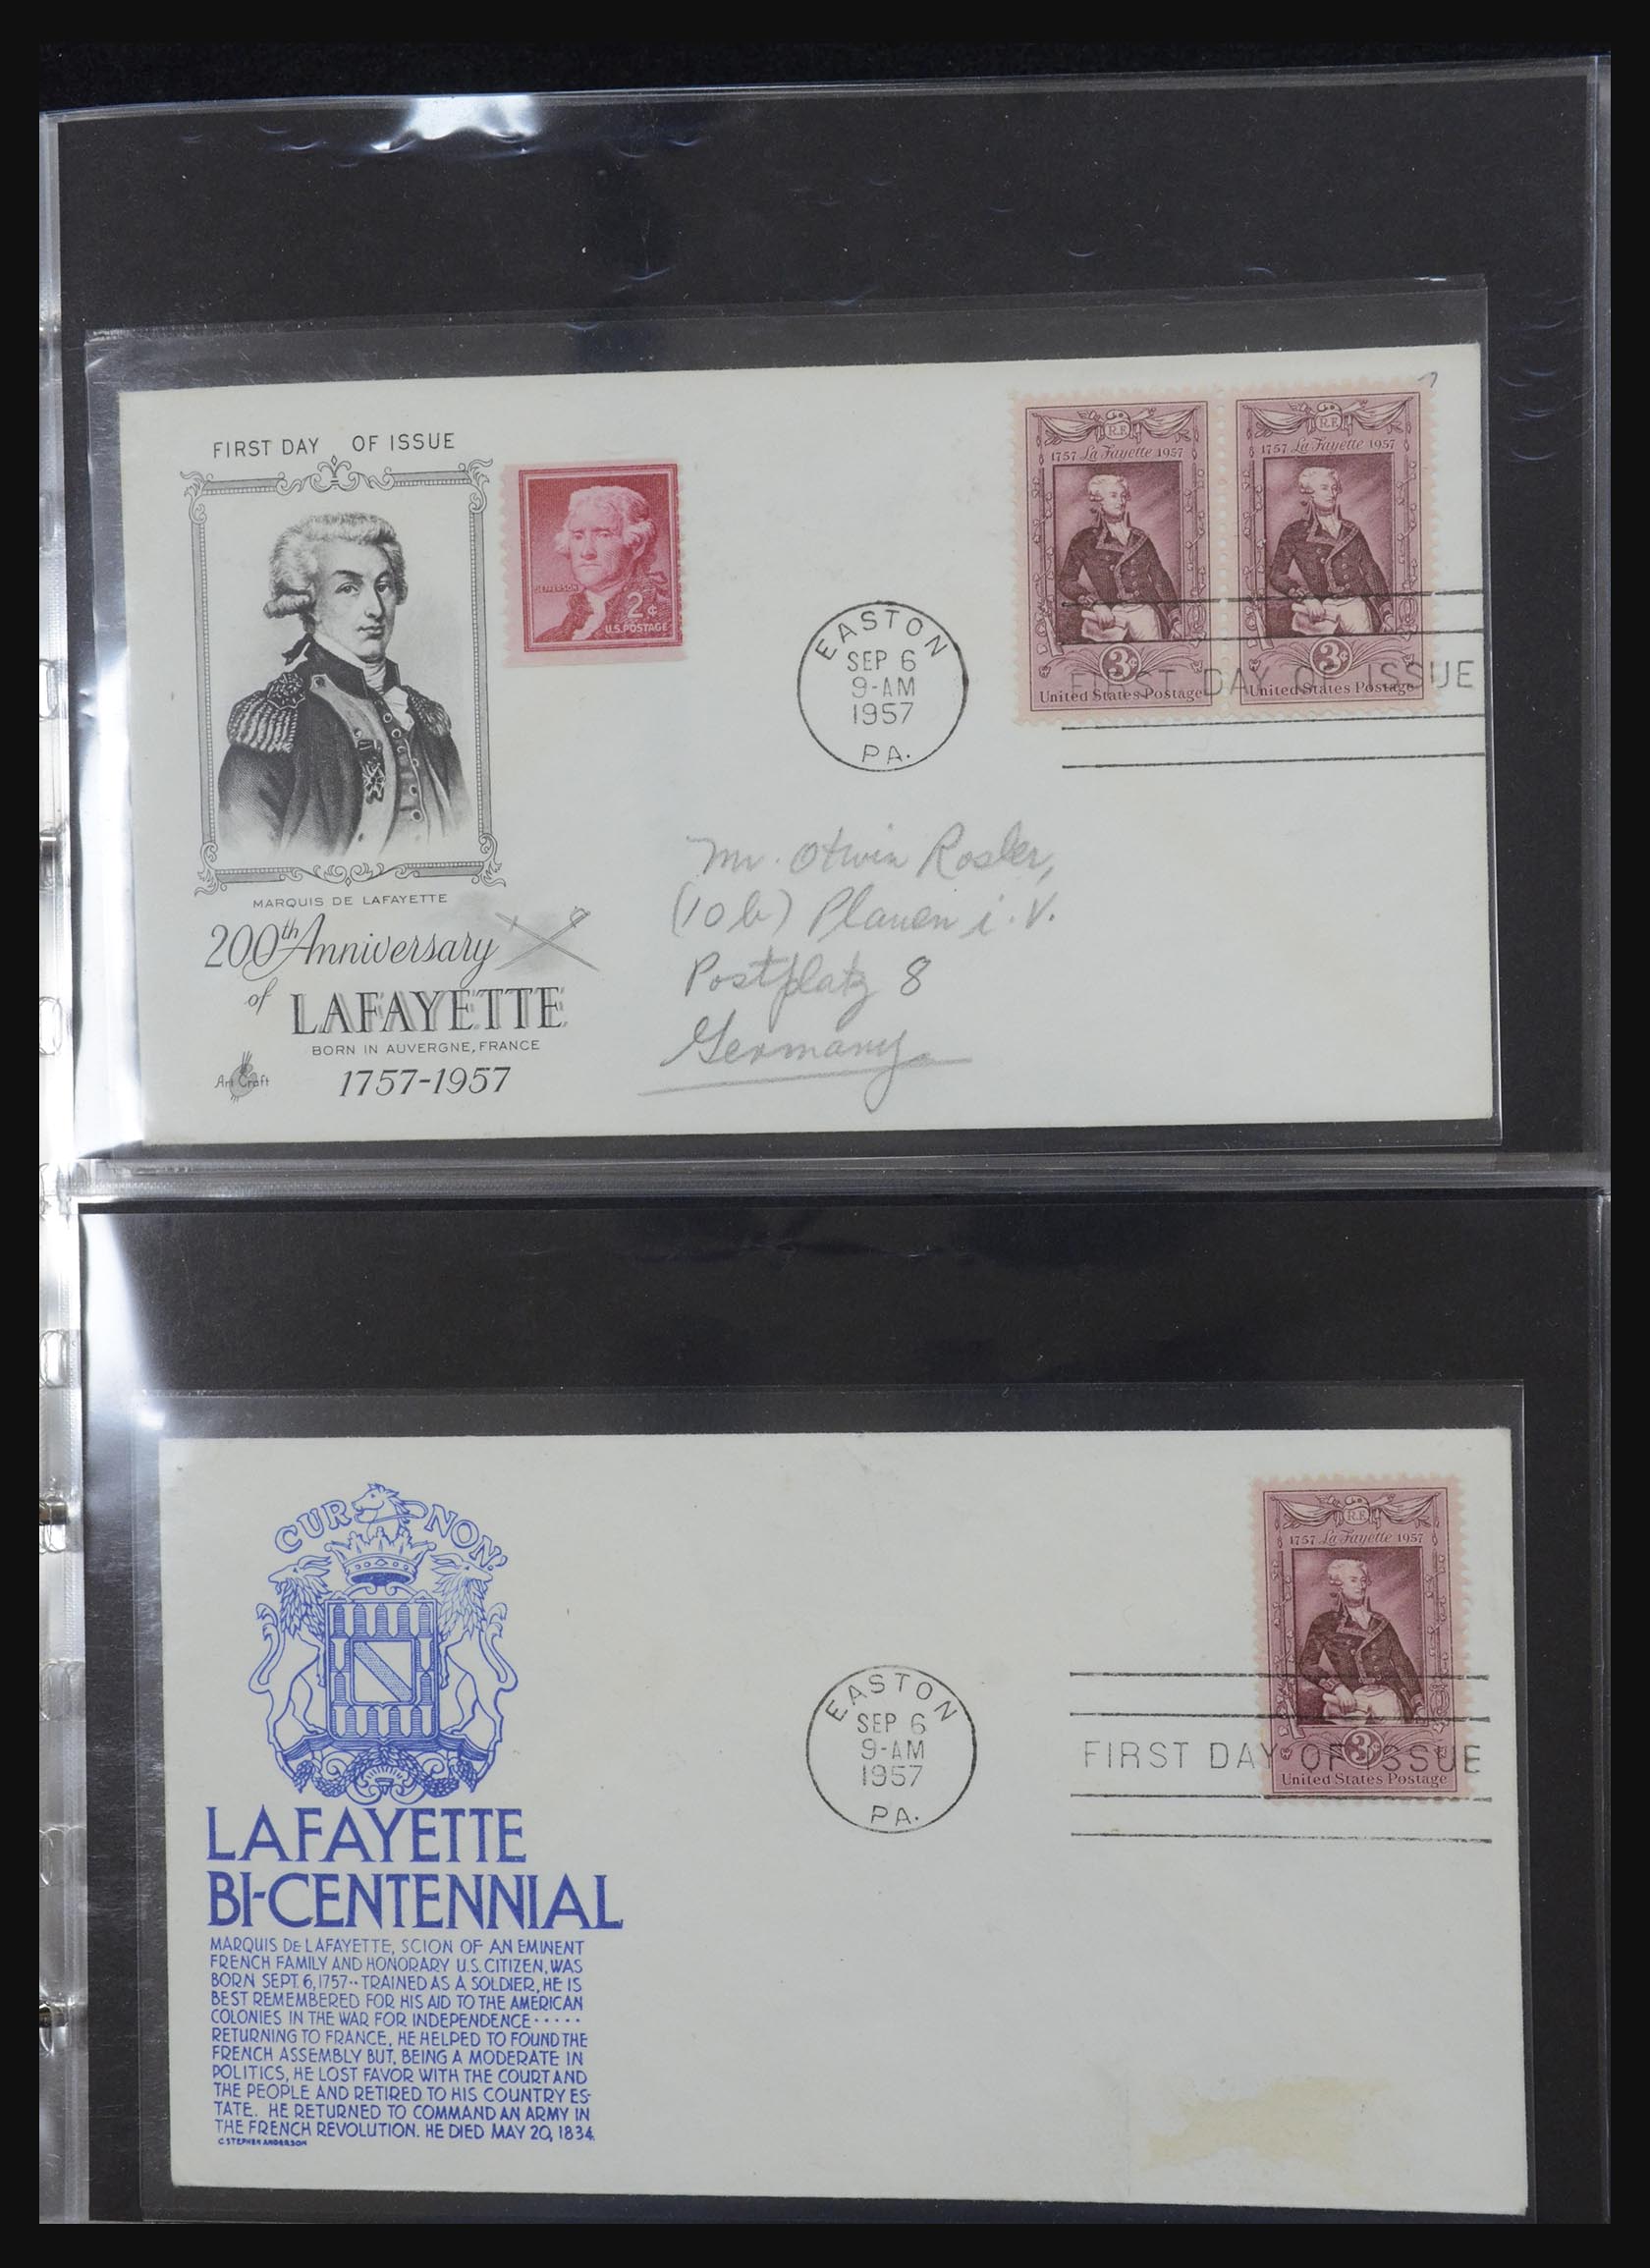 FIRST DAY OF ISSUE
JEFFERSON
2¢
U.S. POSTAGE
R.F.
1757 La Fayette 1957
3¢
United States Postage
R.F.
1757 La Fayette 1957
3¢
United States Postage
EASTON
SEP 6
9-AM
1957
PA.
FIRST DAY OF ISSUE
MARQUIS DE LAFAYETTE
200th Anniversary
of LAFAYETTE
BORN IN AUVERGNE, FRANCE
1757-1957
Art Craft
Mr. Otwin Rosler,
(10b) Plauen i. V.
Postplatz 8
Germany
CUR NON?
R.F.
1757 La Fayette 1957
3¢
United States Postage
EASTON
SEP 6
9-AM
1957
PA.
FIRST DAY OF ISSUE
LAFAYETTE
BI-CENTENNIAL
MARQUIS DE LAFAYETTE, SCION OF AN EMINENT
FRENCH FAMILY AND HONORARY U.S. CITIZEN, WAS
BORN SEPT. 6, 1757·· TRAINED AS A SOLDIER, HE IS
BEST REMEMBERED FOR HIS AID TO THE AMERICAN
COLONIES IN THE WAR FOR INDEPENDENCE ·····
RETURNING TO FRANCE, HE HELPED TO FOUND THE
FRENCH ASSEMBLY BUT, BEING A MODERATE IN
POLITICS, HE LOST FAVOR WITH THE COURT AND
THE PEOPLE AND RETIRED TO HIS COUNTRY ES-
TATE. HE RETURNED TO COMMAND AN ARMY IN
THE FRENCH REVOLUTION. HE DIED MAY 20, 1834.
C. STEPHEN ANDERSON